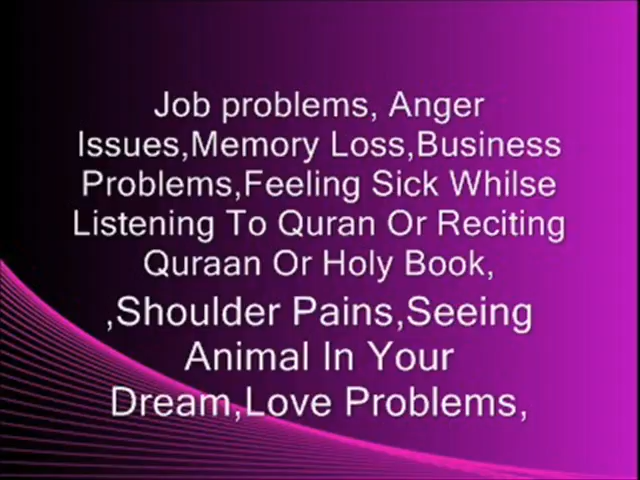 Job problems, Anger
Issues,Memory Loss,Business
Problems,Feeling Sick Whilse
Listening To Quran Or Reciting
Quraan Or Holy Book,
,Shoulder Pains,Seeing
Animal In Your
Dream,Love Problems,